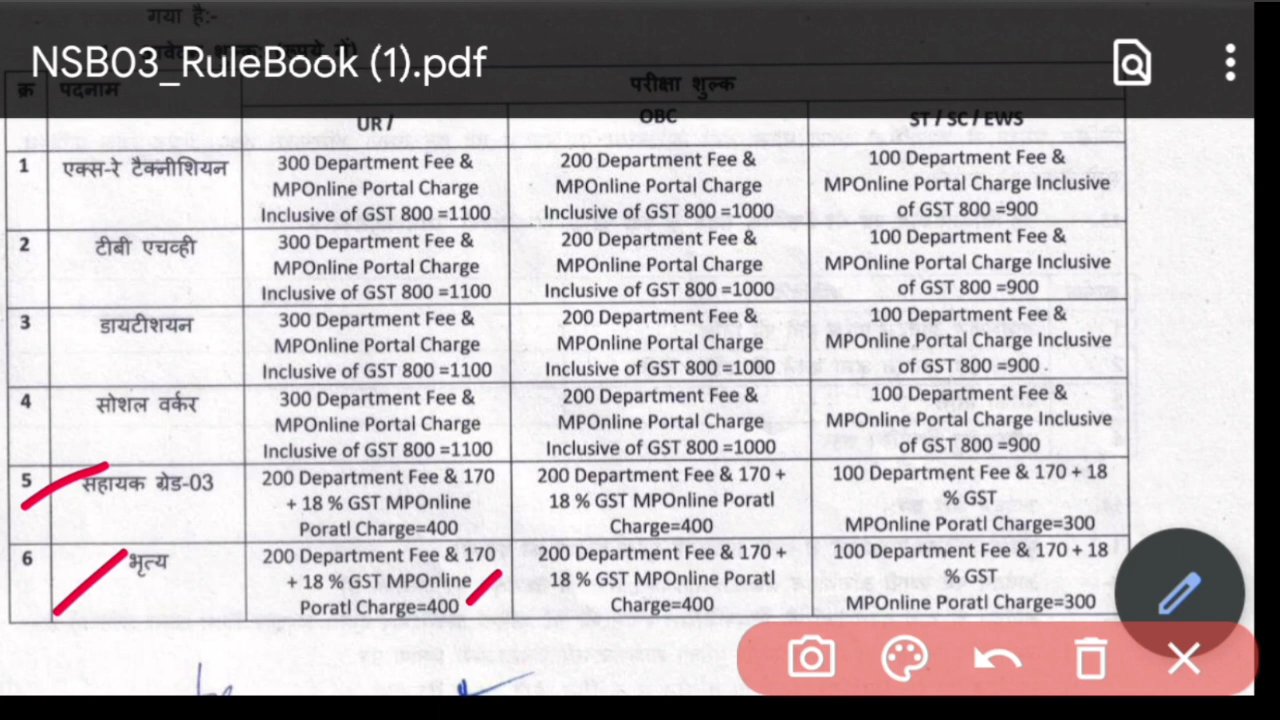 गया है:-
NSB03_RuleBook (1).pdf
क्र पदनाम परीक्षा शुल्क
UR / OBC ST / SC / EWS
1 एक्स-रे टैक्नीशियन 300 Department Fee & 200 Department Fee & 100 Department Fee &
MPOnline Portal Charge MPOnline Portal Charge MPOnline Portal Charge Inclusive
Inclusive of GST 800 =1100 Inclusive of GST 800 =1000 of GST 800 =900
2 टीबी एचव्ही 300 Department Fee & 200 Department Fee & 100 Department Fee &
MPOnline Portal Charge MPOnline Portal Charge MPOnline Portal Charge Inclusive
Inclusive of GST 800 =1100 Inclusive of GST 800 =1000 of GST 800 =900
3 डायटीशयन 300 Department Fee & 200 Department Fee & 100 Department Fee &
MPOnline Portal Charge MPOnline Portal Charge MPOnline Portal Charge Inclusive
Inclusive of GST 800 =1100 Inclusive of GST 800 =1000 of GST 800 =900
4 सोशल वर्कर 300 Department Fee & 200 Department Fee & 100 Department Fee &
MPOnline Portal Charge MPOnline Portal Charge MPOnline Portal Charge Inclusive
Inclusive of GST 800 =1100 Inclusive of GST 800 =1000 of GST 800 =900
5 सहायक ग्रेड-03 200 Department Fee & 170 200 Department Fee & 170 + 100 Department Fee & 170 + 18
+ 18 % GST MPOnline 18 % GST MPOnline Poratl % GST
Poratl Charge=400 Charge=400 MPOnline Poratl Charge=300
6 भृत्य 200 Department Fee & 170 200 Department Fee & 170 + 100 Department Fee & 170 + 18
+ 18 % GST MPOnline 18 % GST MPOnline Poratl % GST
Poratl Charge=400 Charge=400 MPOnline Poratl Charge=300